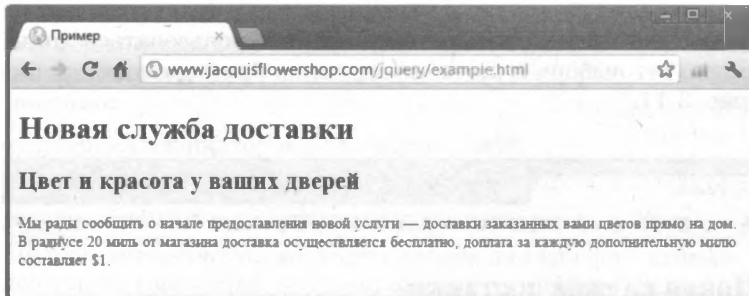 Пример
www.jacquisflowershop.com/jquery/example.html
Новая служба доставки
Цвет и красота у ваших дверей
Мы рады сообщить о начале предоставления новой услуги — доставки заказанных вами цветов прямо на дом.
В радиусе 20 миль от магазина доставка осуществляется бесплатно, доплата за каждую дополнительную милю
составляет $1.